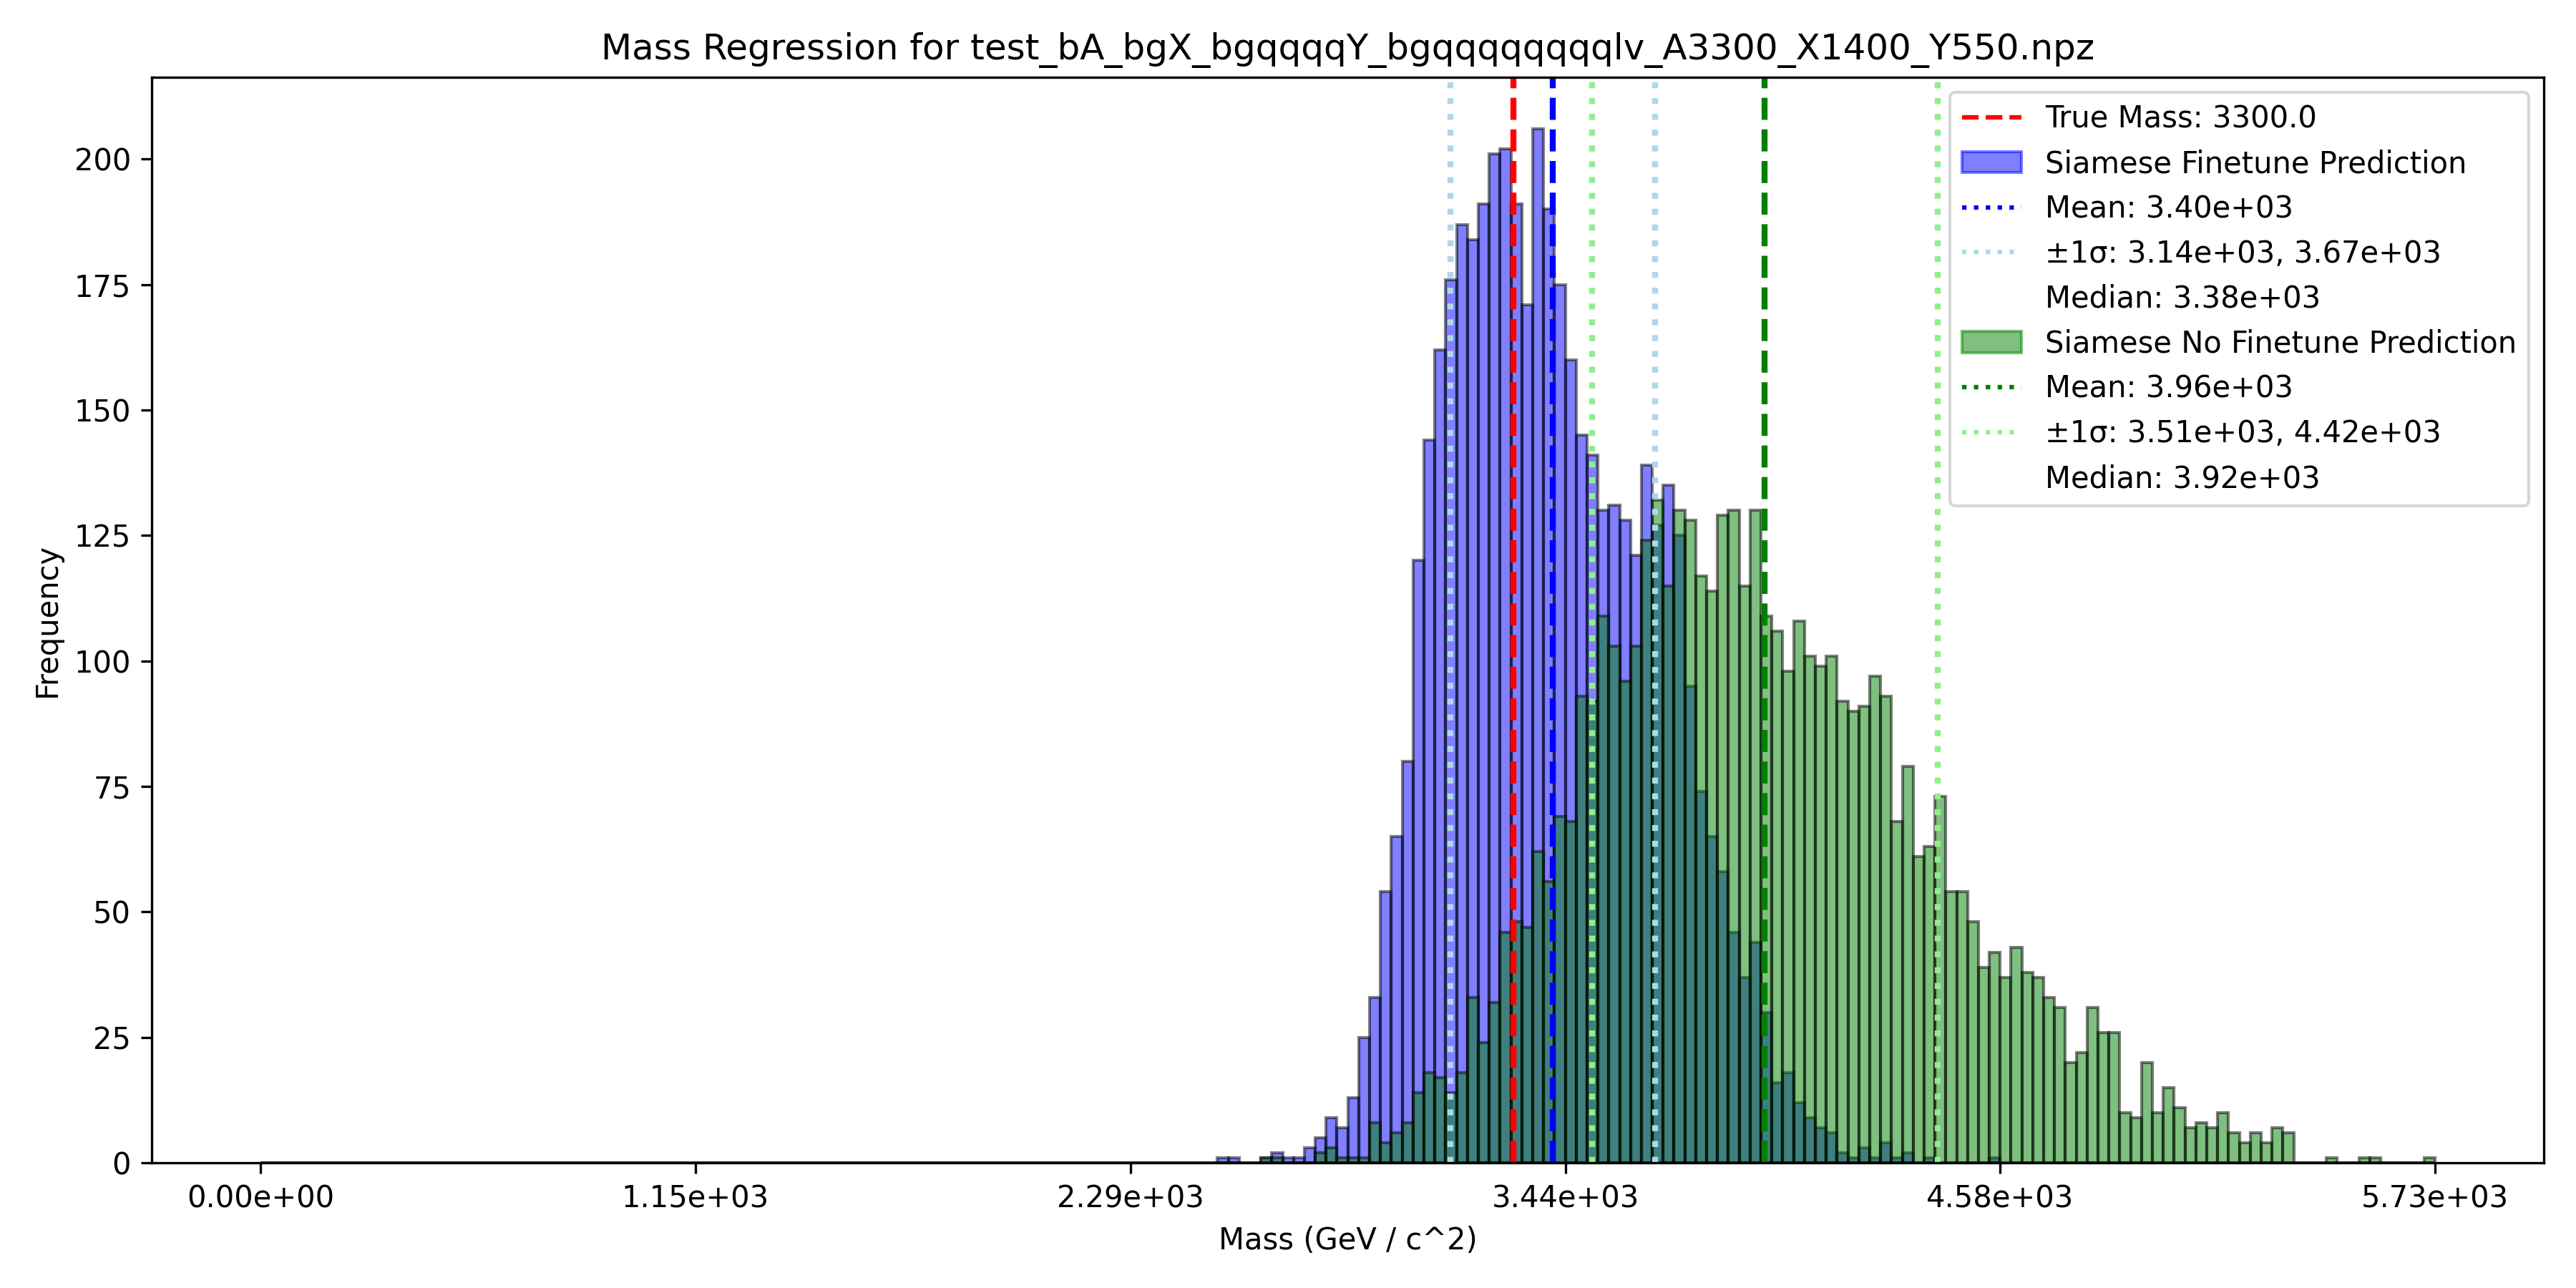 Mass Regression for test_bA_bgX_bgqqqqY_bgqqqqqqqqlv_A3300_X1400_Y550.npz
True Mass: 3300.0
Siamese Finetune Prediction
Mean: 3.40e+03
±1σ: 3.14e+03, 3.67e+03
Median: 3.38e+03
Siamese No Finetune Prediction
Mean: 3.96e+03
±1σ: 3.51e+03, 4.42e+03
Median: 3.92e+03
Frequency
200
175
150
125
100
75
50
25
0
0.00e+00 1.15e+03 2.29e+03 3.44e+03 4.58e+03 5.73e+03
Mass (GeV / c^2)